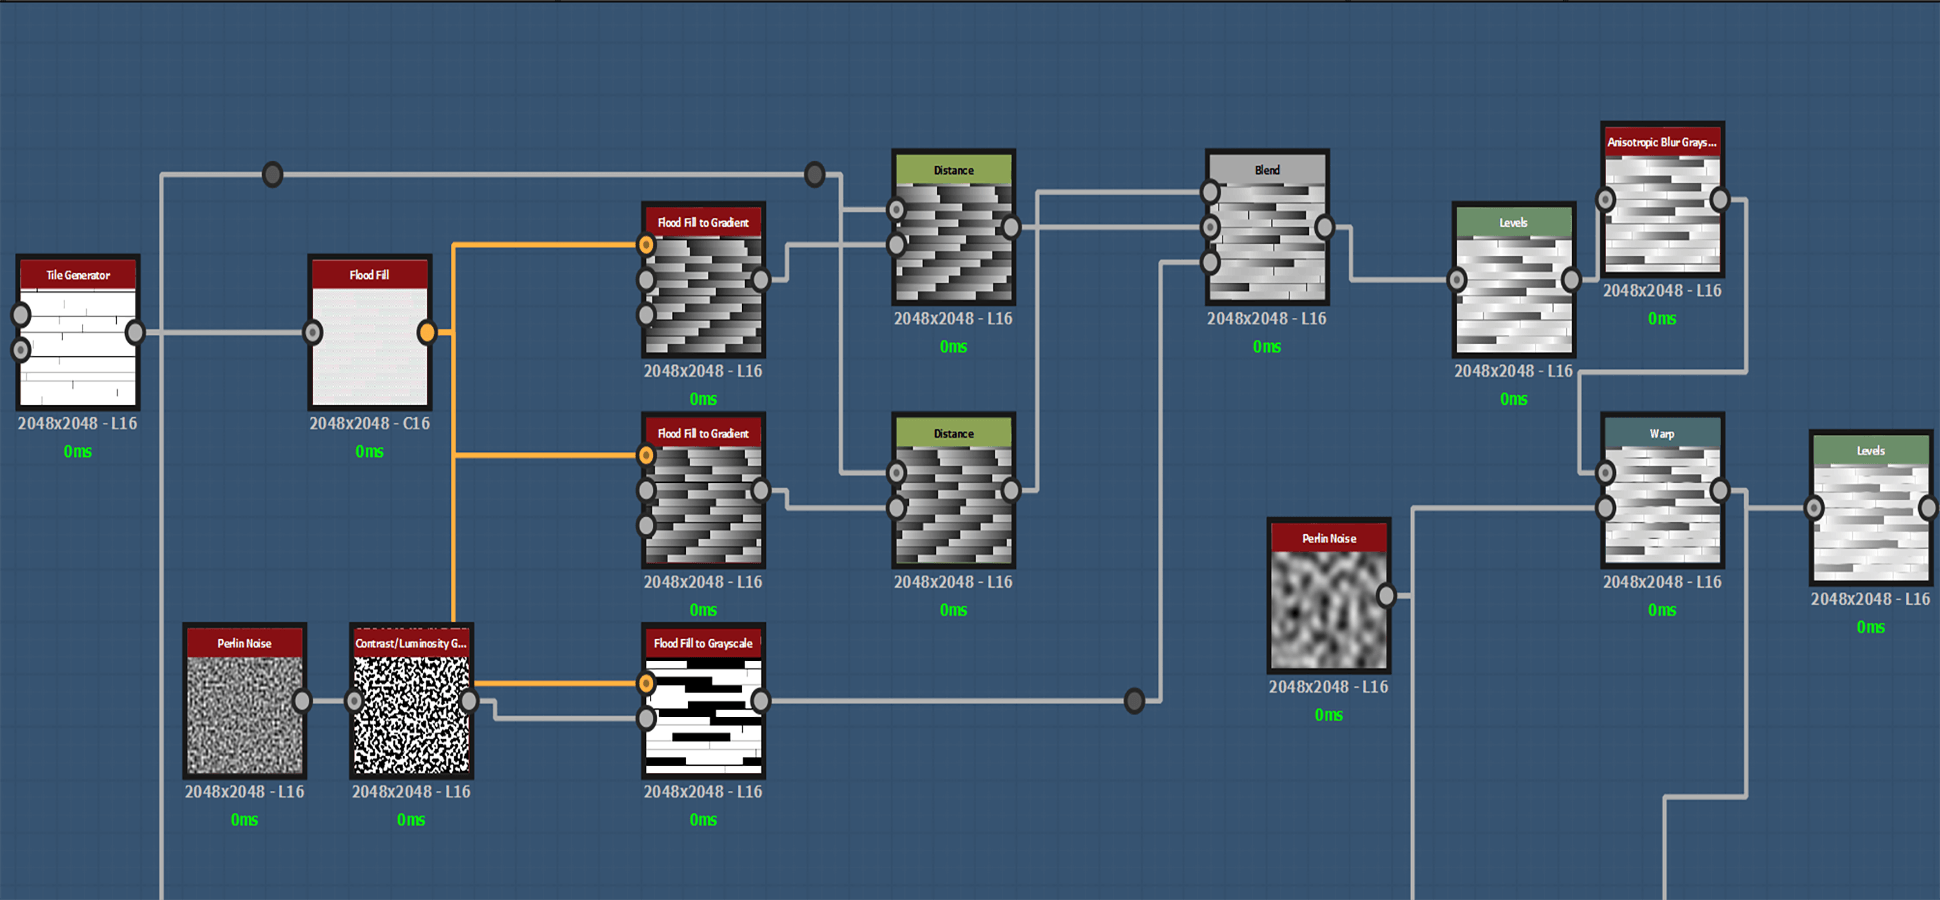 Tile Generator
2048x2048 - L16
0ms
Flood Fill
2048x2048 - C16
0ms
Flood Fill to Gradient
2048x2048 - L16
0ms
Distance
2048x2048 - L16
0ms
Blend
2048x2048 - L16
0ms
Levels
2048x2048 - L16
0ms
Anisotropic Blur Grays...
2048x2048 - L16
0ms
Flood Fill to Gradient
2048x2048 - L16
0ms
Distance
2048x2048 - L16
0ms
Warp
2048x2048 - L16
0ms
Levels
2048x2048 - L16
0ms
Perlin Noise
2048x2048 - L16
0ms
Perlin Noise
2048x2048 - L16
0ms
Contrast/Luminosity G...
2048x2048 - L16
0ms
Flood Fill to Grayscale
2048x2048 - L16
0ms